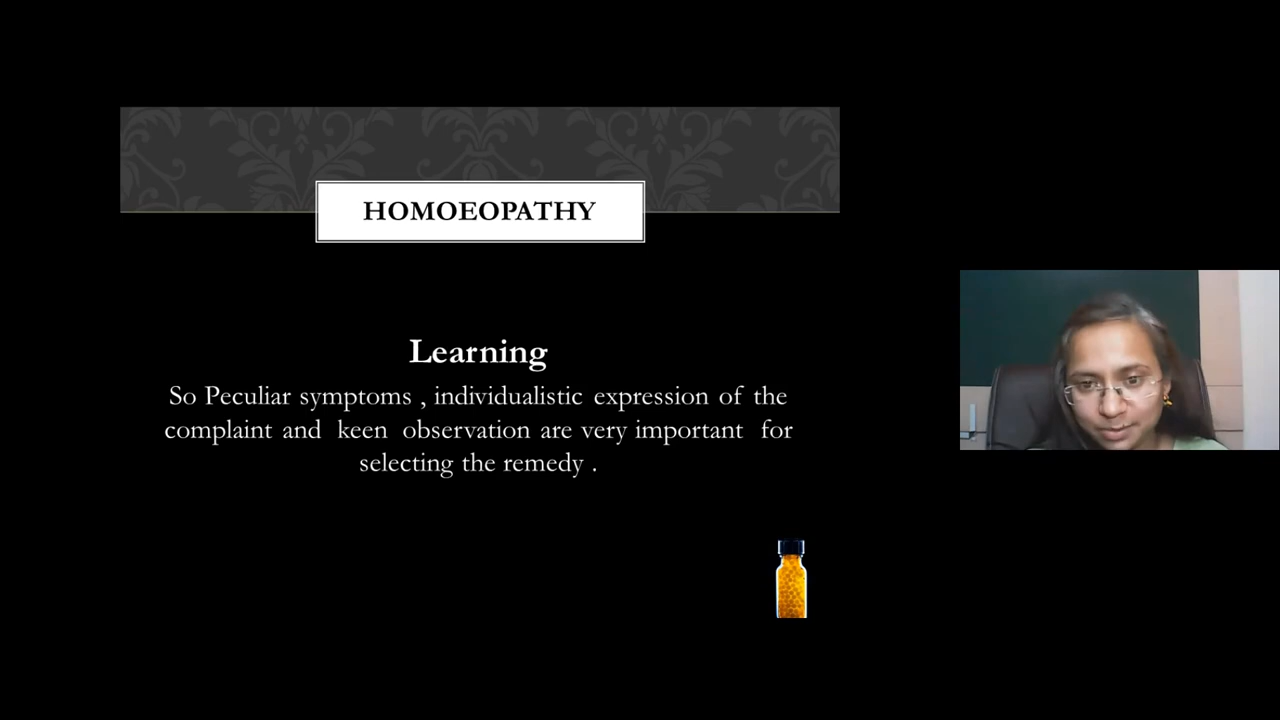 HOMOEOPATHY
Learning
So Peculiar symptoms , individualistic expression of the
complaint and keen observation are very important for
selecting the remedy .